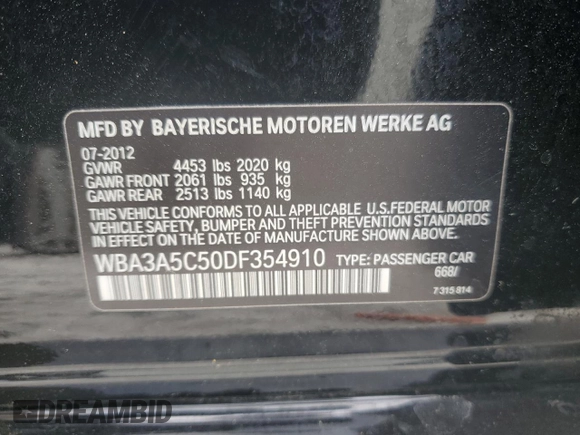 MFD BY BAYERISCHE MOTOREN WERKE AG
07-2012
GVWR 4453 lbs 2020 kg
GAWR FRONT 2061 lbs 935 kg
GAWR REAR 2513 lbs 1140 kg
THIS VEHICLE CONFORMS TO ALL APPLICABLE U.S.FEDERAL MOTOR
VEHICLE SAFETY, BUMPER AND THEFT PREVENTION STANDARDS
IN EFFECT ON THE DATE OF MANUFACTURE SHOWN ABOVE.
WBA3A5C50DF354910 TYPE: PASSENGER CAR
668/
7 315 814
DREAMBID